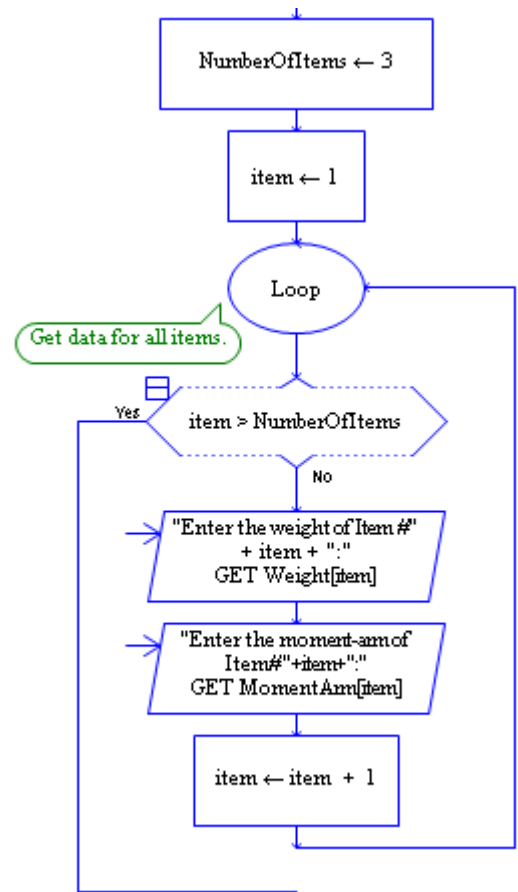 NumberOfItems ← 3
item ← 1
Loop
Get data for all items.
Yes
item > NumberOfItems
No
"Enter the weight of Item #"
+ item + ":"
GET Weight[item]
"Enter the moment-arm of
Item#"+item+":"
GET MomentArm[item]
item ← item + 1